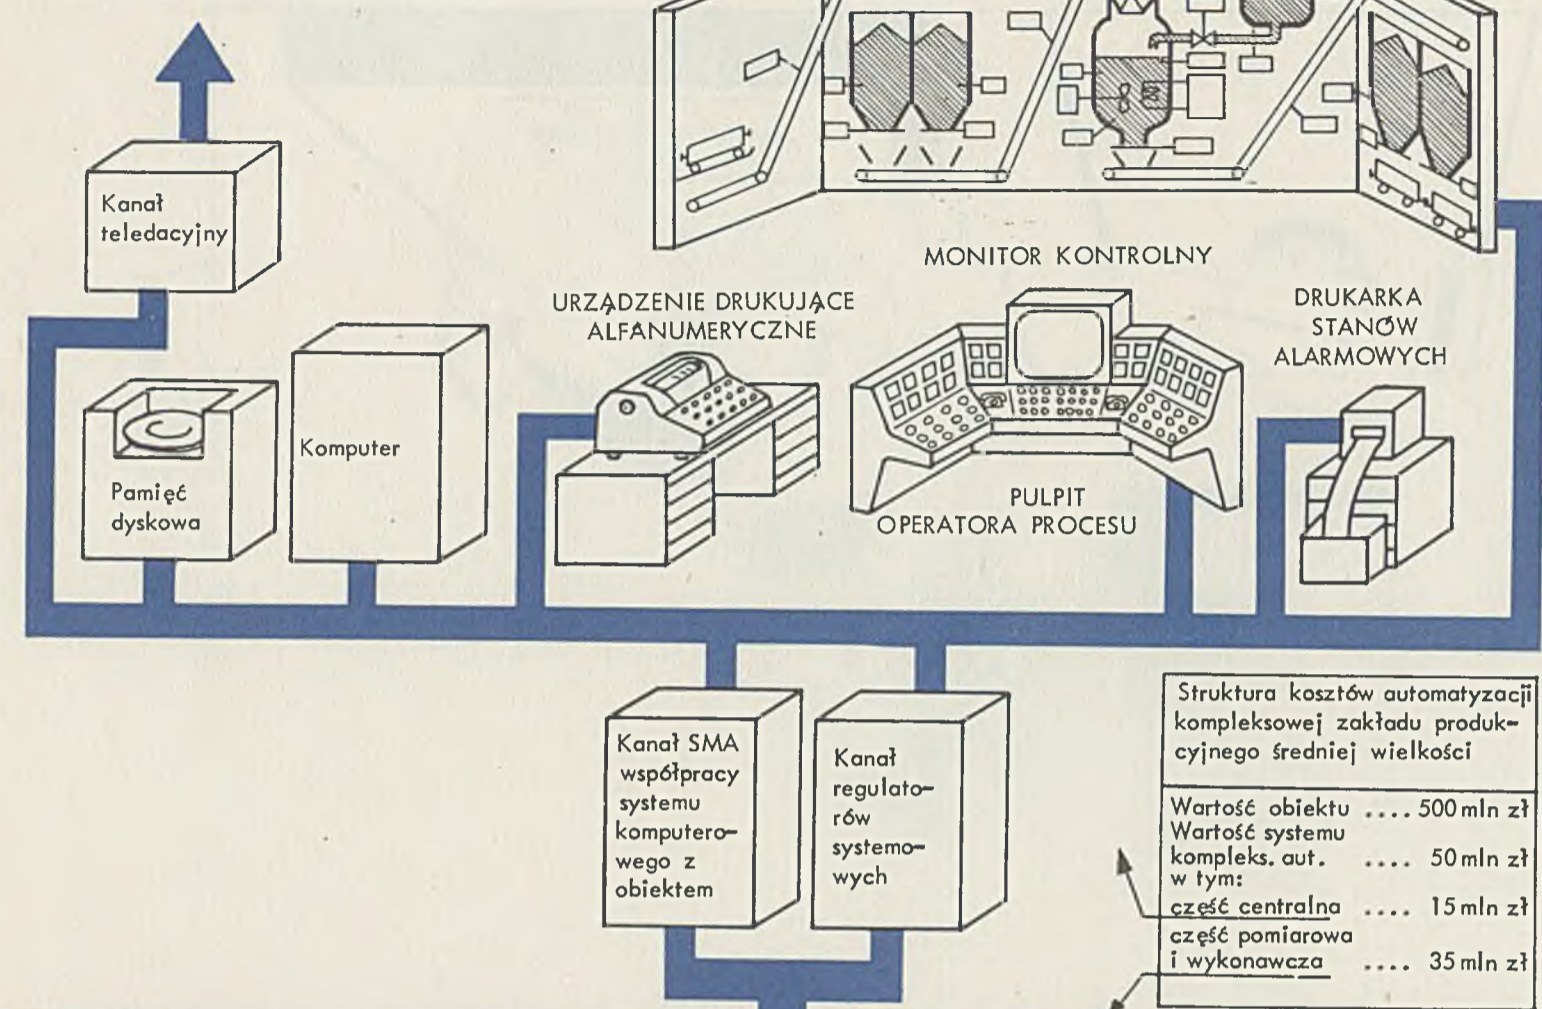 Kanał
teledacyjny
MONITOR KONTROLNY
URZĄDZENIE DRUKUJĄCE
ALFANUMERYCZNE
DRUKARKA
STANÓW
ALARMOWYCH
Komputer
Pamięć
dyskowa
PULPIT
OPERATORA PROCESU
Kanał SMA
współpracy
systemu
komputero-
wego z
obiektem
Kanał
regulato-
rów
systemo-
wych
Struktura kosztów automatyzacji
kompleksowej zakładu produk-
cyjnego średniej wielkości
Wartość obiektu .... 500 mln zł
Wartość systemu
kompleks. aut. .... 50 mln zł
w tym:
część centralna .... 15 mln zł
część pomiarowa
i wykonawcza .... 35 mln zł